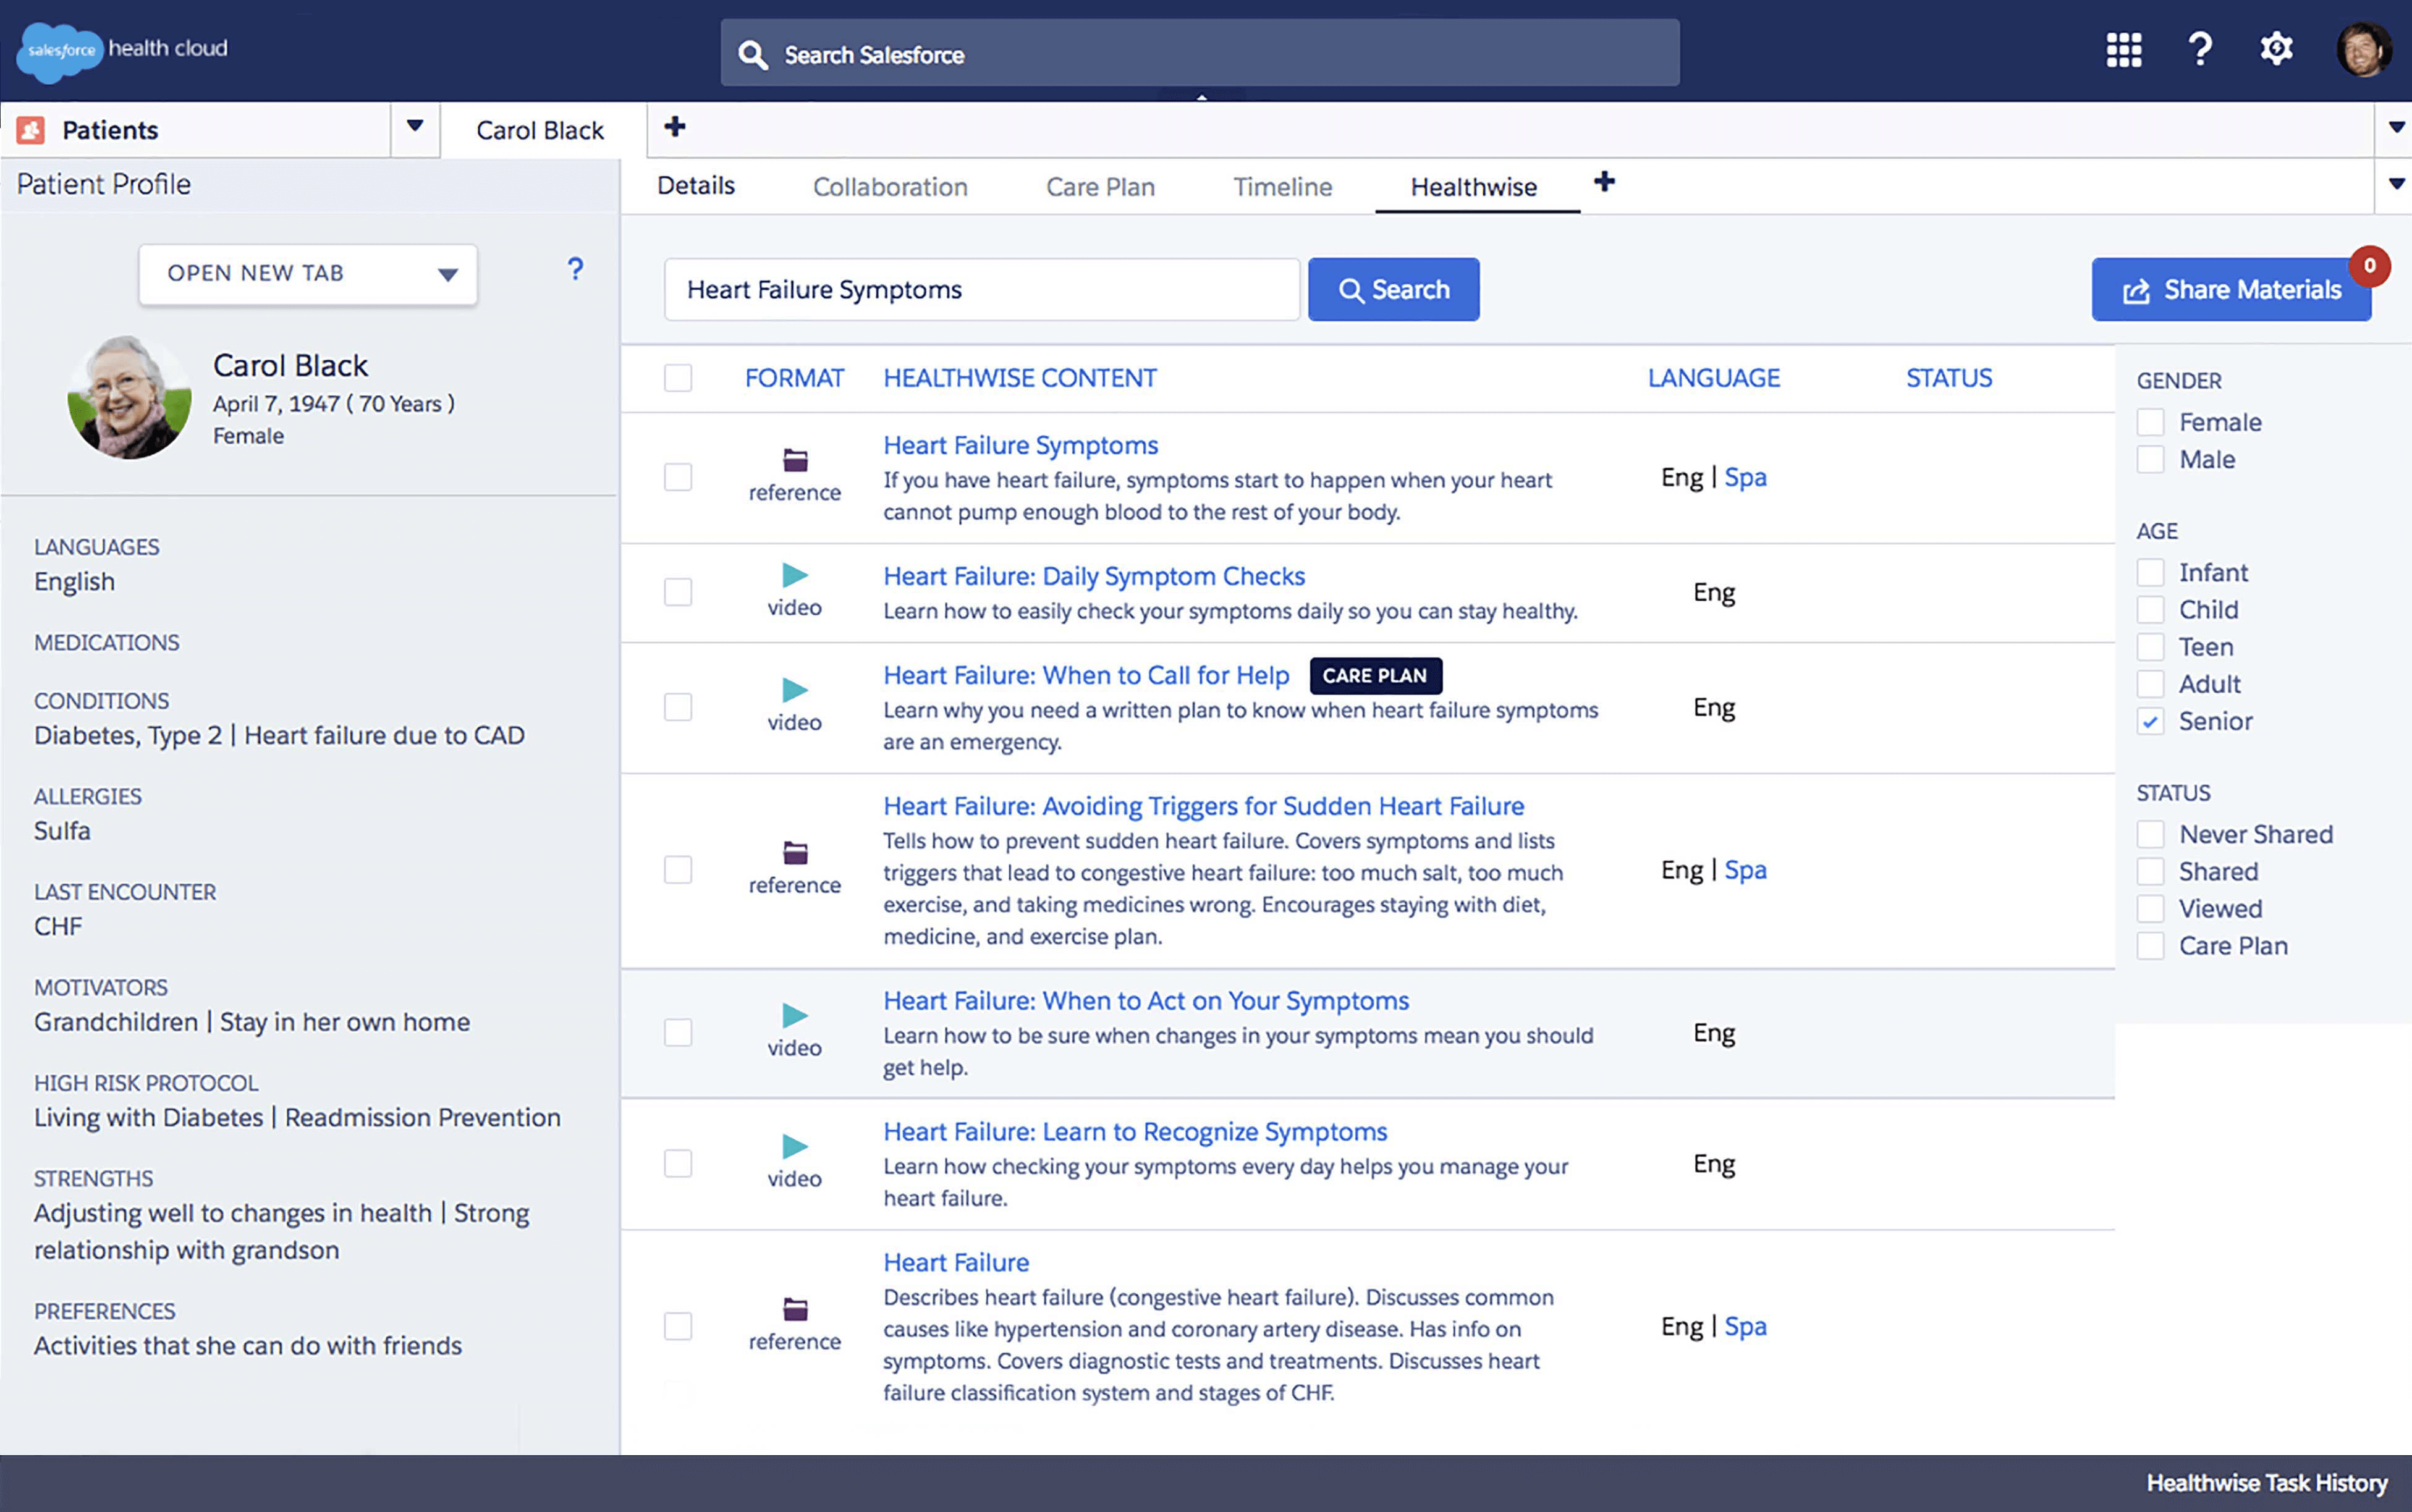 salesforce health cloud
Search Salesforce
?
Patients
Carol Black
+
Patient Profile
Details
Collaboration
Care Plan
Timeline
Healthwise
+
OPEN NEW TAB
?
Carol Black
April 7, 1947 ( 70 Years )
Female
LANGUAGES
English
MEDICATIONS
CONDITIONS
Diabetes, Type 2 | Heart failure due to CAD
ALLERGIES
Sulfa
LAST ENCOUNTER
CHF
MOTIVATORS
Grandchildren | Stay in her own home
HIGH RISK PROTOCOL
Living with Diabetes | Readmission Prevention
STRENGTHS
Adjusting well to changes in health | Strong
relationship with grandson
PREFERENCES
Activities that she can do with friends
Heart Failure Symptoms
Search
Share Materials
0
FORMAT HEALTHWISE CONTENT LANGUAGE STATUS
reference
Heart Failure Symptoms
If you have heart failure, symptoms start to happen when your heart
cannot pump enough blood to the rest of your body.
Eng | Spa
video
Heart Failure: Daily Symptom Checks
Learn how to easily check your symptoms daily so you can stay healthy.
Eng
video
Heart Failure: When to Call for Help CARE PLAN
Learn why you need a written plan to know when heart failure symptoms
are an emergency.
Eng
reference
Heart Failure: Avoiding Triggers for Sudden Heart Failure
Tells how to prevent sudden heart failure. Covers symptoms and lists
triggers that lead to congestive heart failure: too much salt, too much
exercise, and taking medicines wrong. Encourages staying with diet,
medicine, and exercise plan.
Eng | Spa
video
Heart Failure: When to Act on Your Symptoms
Learn how to be sure when changes in your symptoms mean you should
get help.
Eng
video
Heart Failure: Learn to Recognize Symptoms
Learn how checking your symptoms every day helps you manage your
heart failure.
Eng
reference
Heart Failure
Describes heart failure (congestive heart failure). Discusses common
causes like hypertension and coronary artery disease. Has info on
symptoms. Covers diagnostic tests and treatments. Discusses heart
failure classification system and stages of CHF.
Eng | Spa
GENDER
Female
Male
AGE
Infant
Child
Teen
Adult
Senior
STATUS
Never Shared
Shared
Viewed
Care Plan
Healthwise Task History